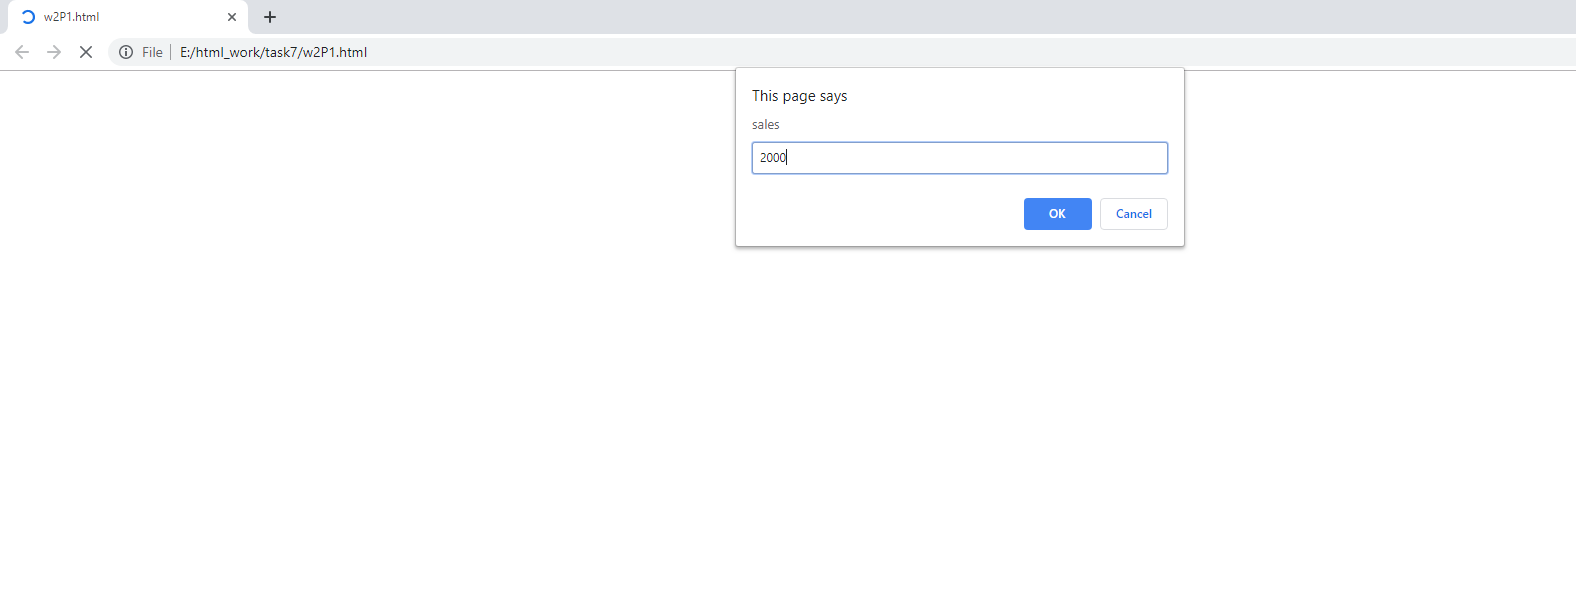 w2P1.html
File E:/html_work/task7/w2P1.html
This page says
sales
2000
OK Cancel